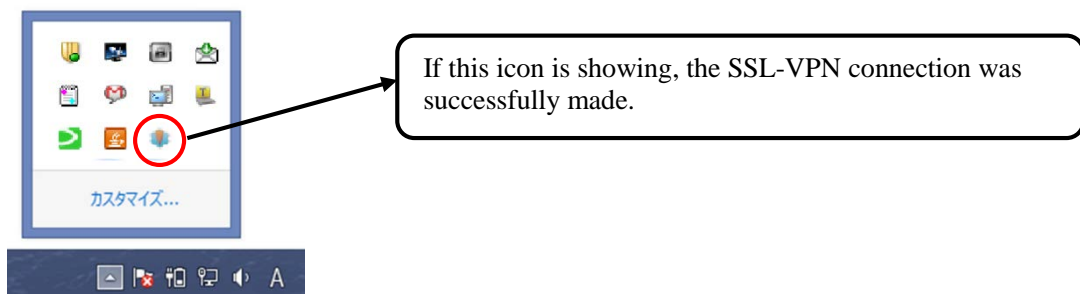 If this icon is showing, the SSL-VPN connection was
successfully made.
カスタマイズ...
A